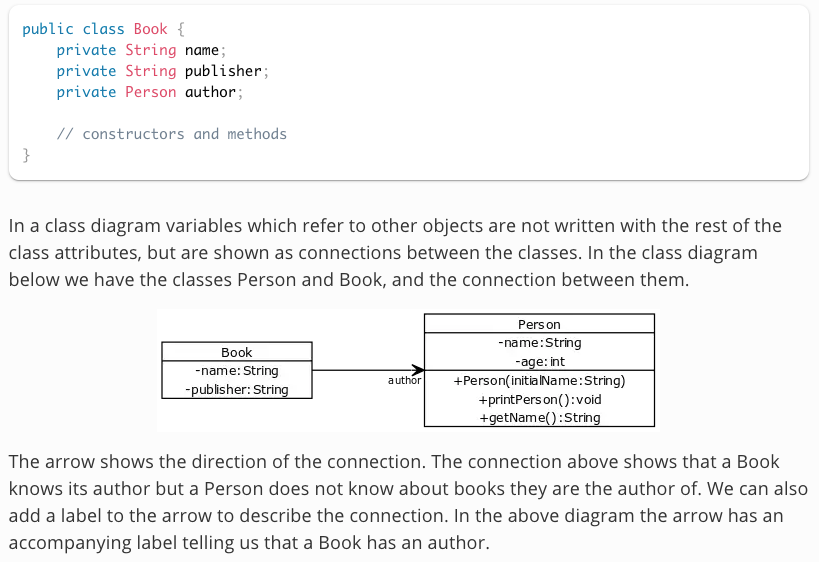 public class Book {
    private String name;
    private String publisher;
    private Person author;

    // constructors and methods
}
In a class diagram variables which refer to other objects are not written with the rest of the
class attributes, but are shown as connections between the classes. In the class diagram
below we have the classes Person and Book, and the connection between them.
Book
-name:String
-publisher:String
author
Person
-name:String
-age:int
+Person(initialName:String)
+printPerson():void
+getName():String
The arrow shows the direction of the connection. The connection above shows that a Book
knows its author but a Person does not know about books they are the author of. We can also
add a label to the arrow to describe the connection. In the above diagram the arrow has an
accompanying label telling us that a Book has an author.